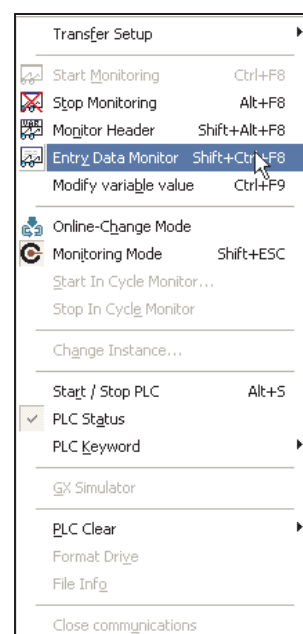 Transfer Setup
Start Monitoring Ctrl+F8
Stop Monitoring Alt+F8
Monitor Header Shift+Alt+F8
Entry Data Monitor Shift+Ctrl+F8
Modify variable value Ctrl+F9
Online-Change Mode
Monitoring Mode Shift+ESC
Start In Cycle Monitor...
Stop In Cycle Monitor
Change Instance...
Start / Stop PLC Alt+S
PLC Status
PLC Keyword
GX Simulator
PLC Clear
Format Drive
File Info
Close communications